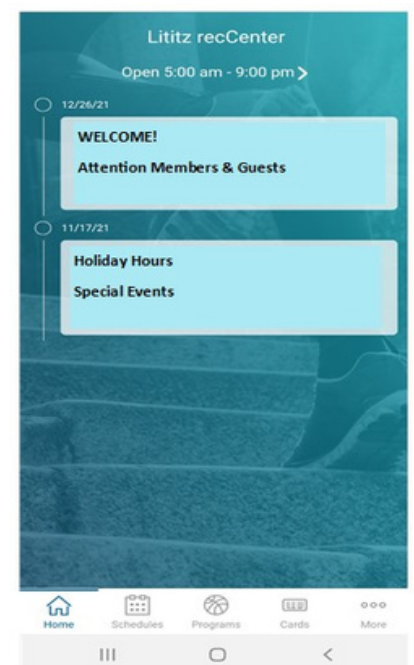 Lititz recCenter
Open 5:00 am - 9:00 pm
12/26/21
WELCOME!
Attention Members & Guests
11/17/21
Holiday Hours
Special Events
Home Schedules Programs Cards More